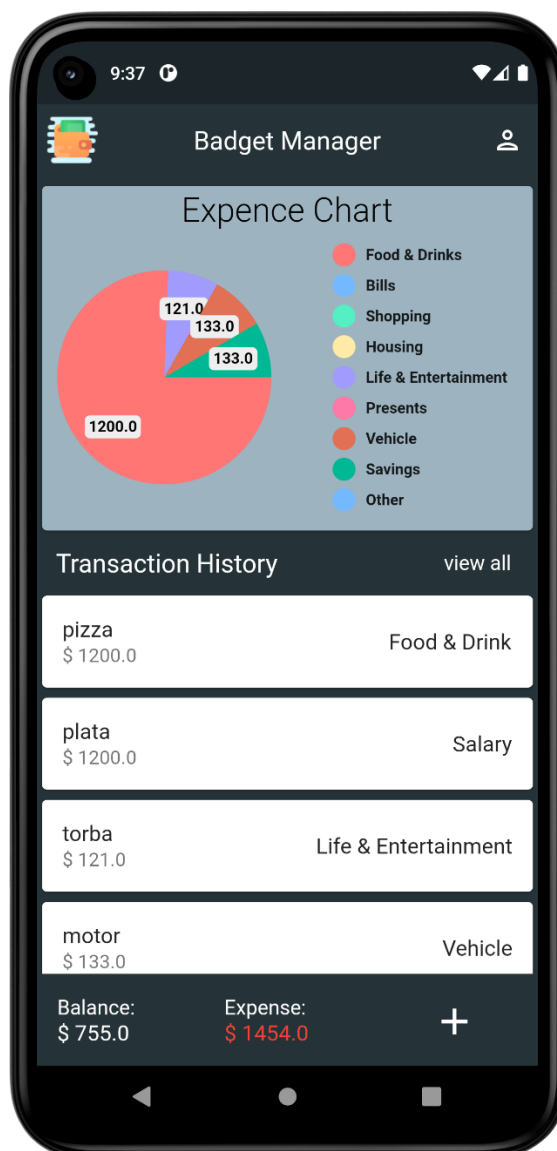 9:37
Badget Manager
Expence Chart
121.0
133.0
133.0
1200.0
Food & Drinks
Bills
Shopping
Housing
Life & Entertainment
Presents
Vehicle
Savings
Other
Transaction History view all
pizza
$ 1200.0
Food & Drink
plata
$ 1200.0
Salary
torba
$ 121.0
Life & Entertainment
motor
$ 133.0
Vehicle
Balance:
$ 755.0
Expense:
$ 1454.0